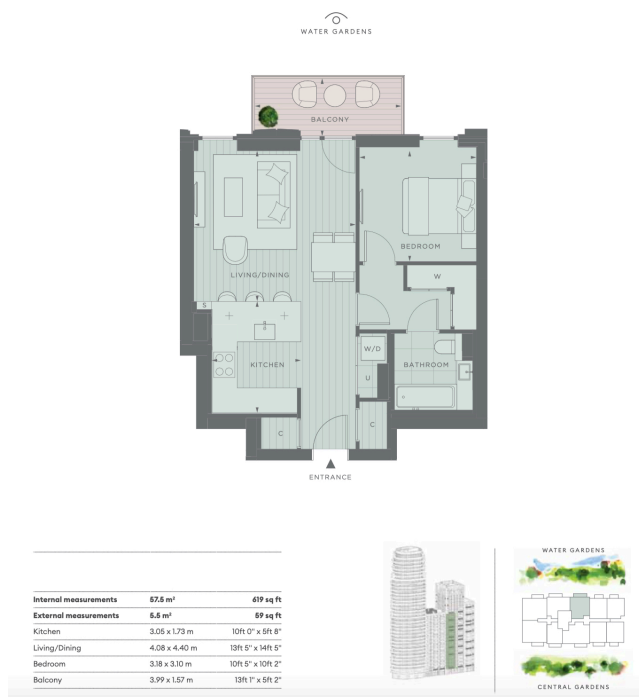 WATER GARDENS
BALCONY
BEDROOM
LIVING/DINING
W
S
W/D
KITCHEN
BATHROOM
U
C
C
ENTRANCE
Internal measurements 57.5 m² 619 sq ft
External measurements 5.5 m² 59 sq ft
Kitchen 3.05 x 1.73 m 10ft 0" x 5ft 8"
Living/Dining 4.08 x 4.40 m 13ft 5" x 14ft 5"
Bedroom 3.18 x 3.10 m 10ft 5" x 10ft 2"
Balcony 3.99 x 1.57 m 13ft 1" x 5ft 2"
WATER GARDENS
CENTRAL GARDENS